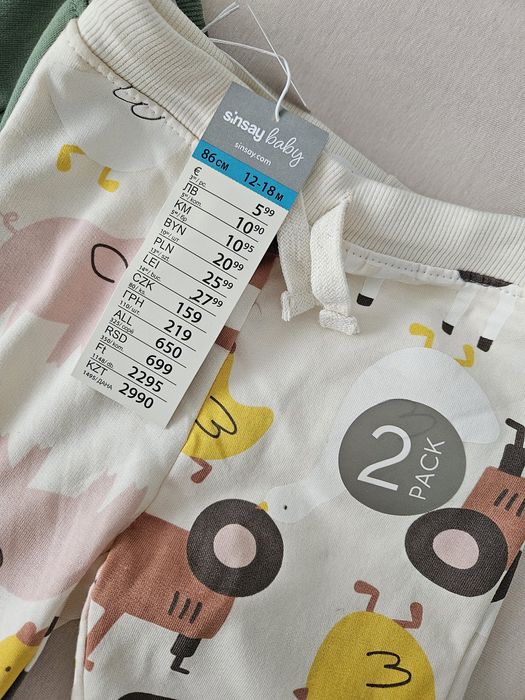 sinsay baby
sinsay.com
86 CM 12-18 M
€ 5.99
ЛВ 10.90
KM 10.95
BYN 20.99
PLN 25.99
LEI 27.99
CZK 159
ГРН 219
ALL 650
RSD 699
Ft 2295
KZT 2990
1495/ДАНА
2 PACK